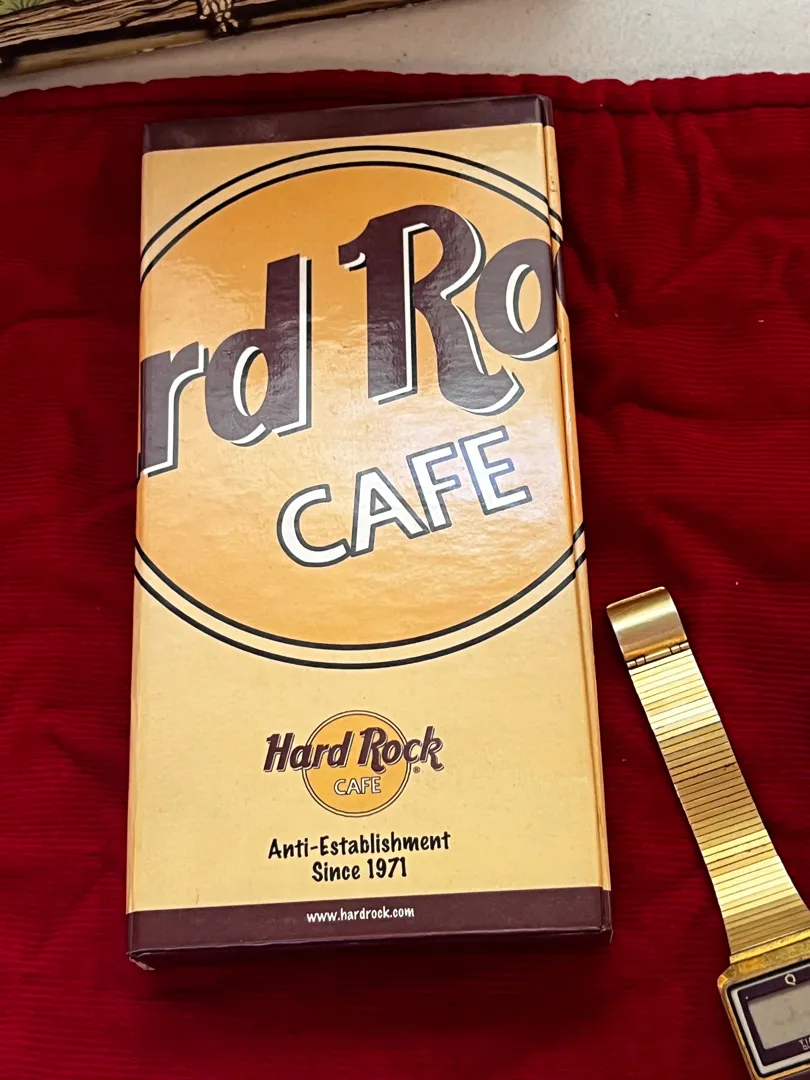 rd Ro
CAFE
Hard Rock
CAFE
®
Anti-Establishment
Since 1971
www.hardrock.com
Q